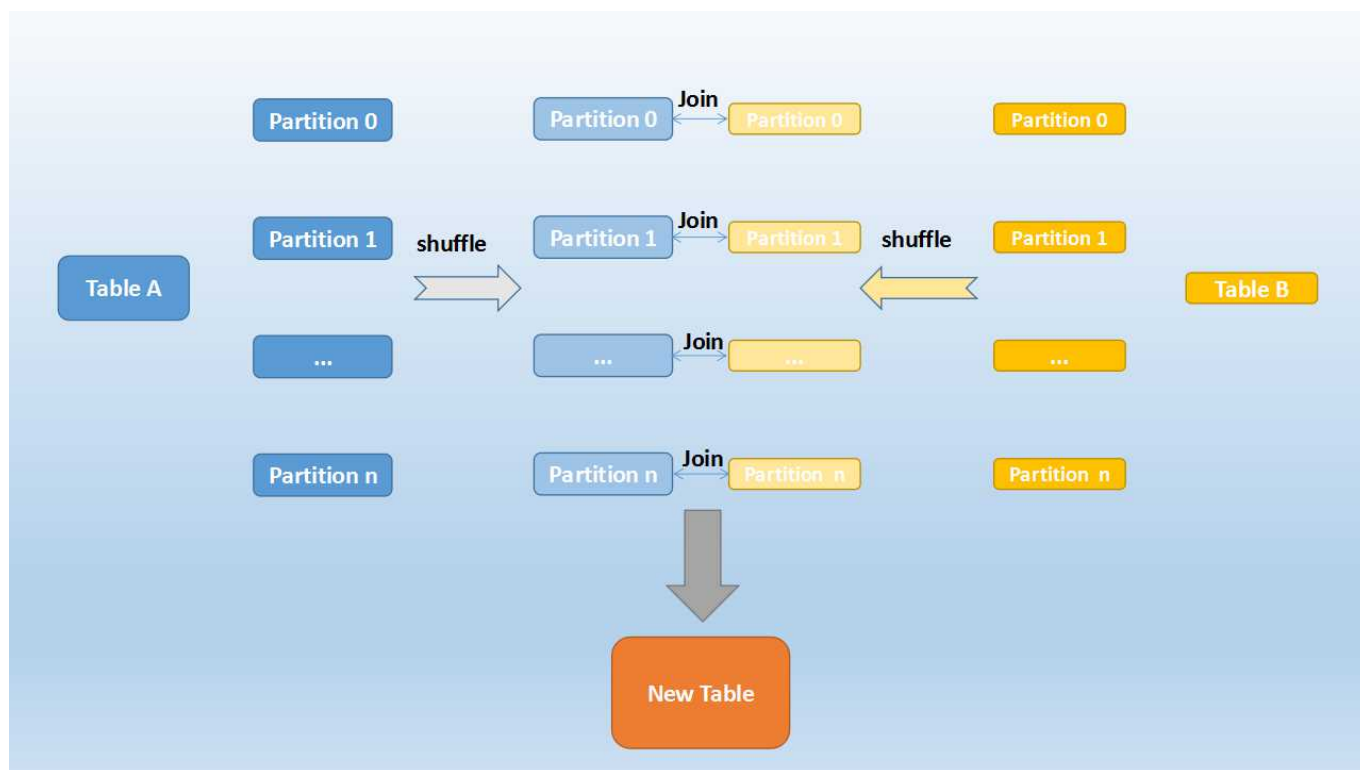 Join
Partition 0
Partition 0
Partition 0
Partition 0
Join
Partition 1
shuffle
Partition 1
Partition 1
shuffle
Partition 1
Table A
Table B
Join
...
...
...
...
Join
Partition n
Partition n
Partition n
Partition n
New Table